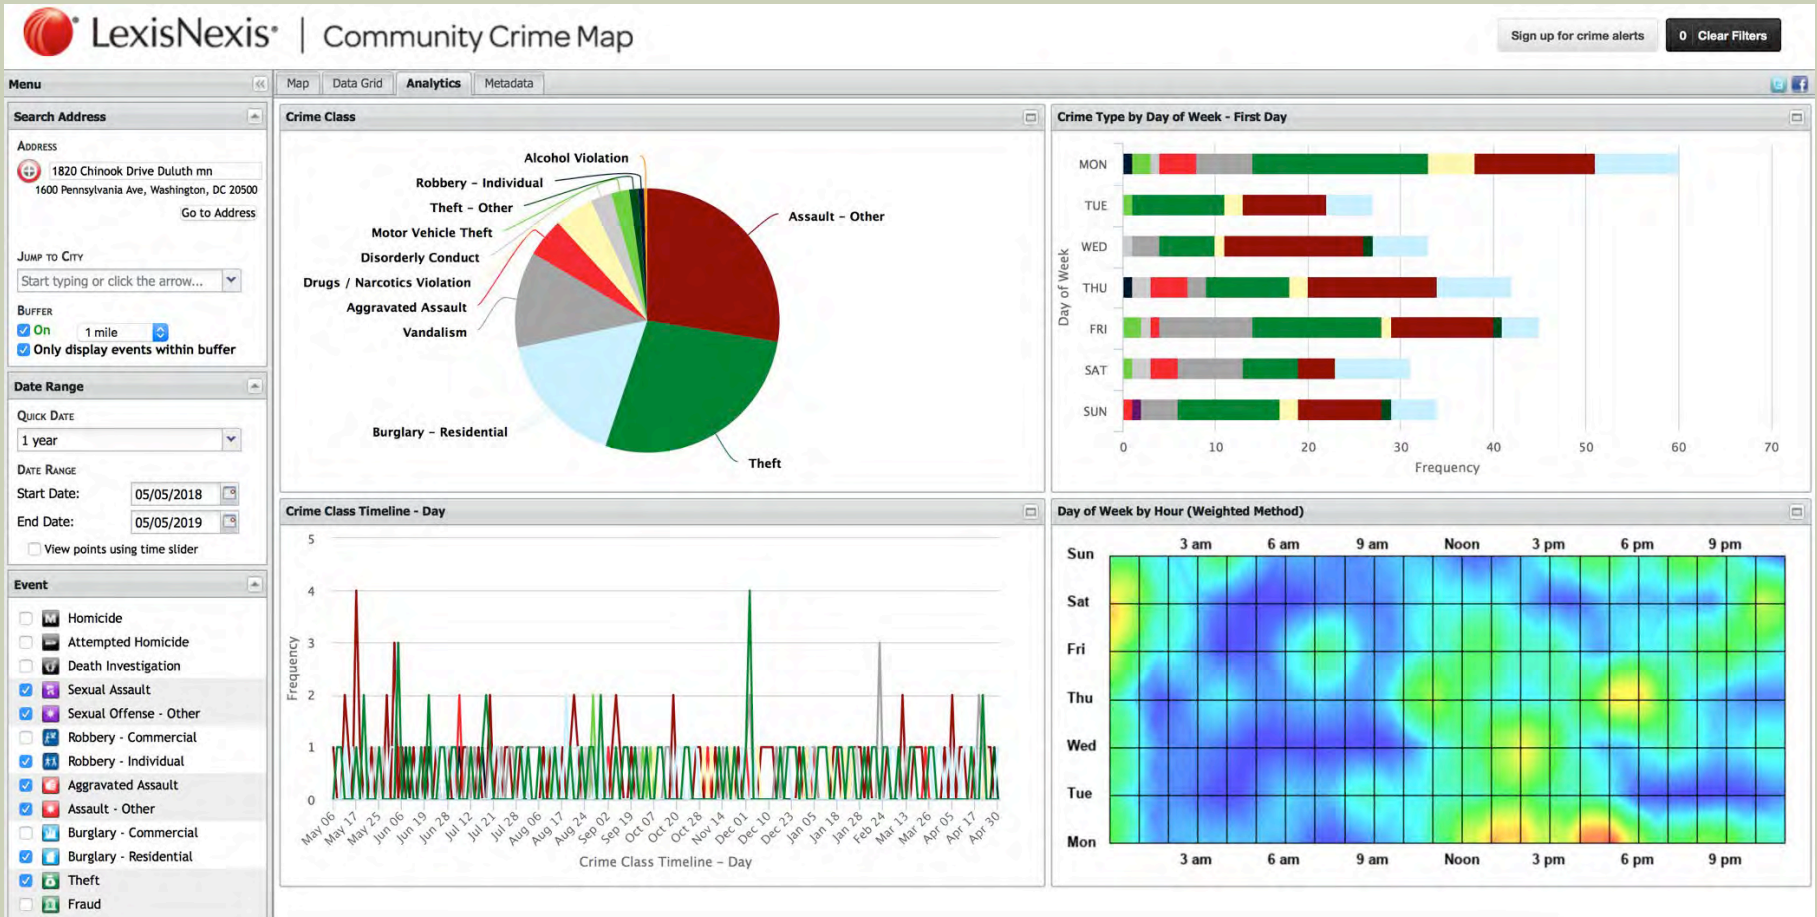 LexisNexis® | Community Crime Map
Sign up for crime alerts
0 Clear Filters
Menu
Map
Data Grid
Analytics
Metadata
Search Address
ADDRESS
1820 Chinook Drive Duluth mn
1600 Pennsylvania Ave, Washington, DC 20500
Go to Address
JUMP TO CITY
Start typing or click the arrow...
BUFFER
On
1 mile
Only display events within buffer
Date Range
QUICK DATE
1 year
DATE RANGE
Start Date: 05/05/2018
End Date: 05/05/2019
View points using time slider
Event
Homicide
Attempted Homicide
Death Investigation
Sexual Assault
Sexual Offense - Other
Robbery - Commercial
Robbery - Individual
Aggravated Assault
Assault - Other
Burglary - Commercial
Burglary - Residential
Theft
Fraud
Crime Class
Alcohol Violation
Robbery – Individual
Theft – Other
Motor Vehicle Theft
Disorderly Conduct
Drugs / Narcotics Violation
Aggravated Assault
Vandalism
Burglary – Residential
Assault – Other
Theft
Crime Type by Day of Week - First Day
Day of Week
MON
TUE
WED
THU
FRI
SAT
SUN
0 10 20 30 40 50 60 70
Frequency
Crime Class Timeline - Day
Frequency
5
4
3
2
1
0
May 06 May 17 May 25 Jun 06 Jun 19 Jun 28 Jul 12 Jul 21 Jul 28 Aug 06 Aug 17 Aug 24 Sep 02 Sep 19 Oct 07 Oct 20 Oct 28 Nov 14 Dec 01 Dec 10 Dec 23 Jan 05 Jan 18 Jan 28 Feb 24 Mar 13 Mar 26 Apr 05 Apr 17 Apr 30
Crime Class Timeline – Day
Day of Week by Hour (Weighted Method)
3 am 6 am 9 am Noon 3 pm 6 pm 9 pm
Sun
Sat
Fri
Thu
Wed
Tue
Mon
3 am 6 am 9 am Noon 3 pm 6 pm 9 pm